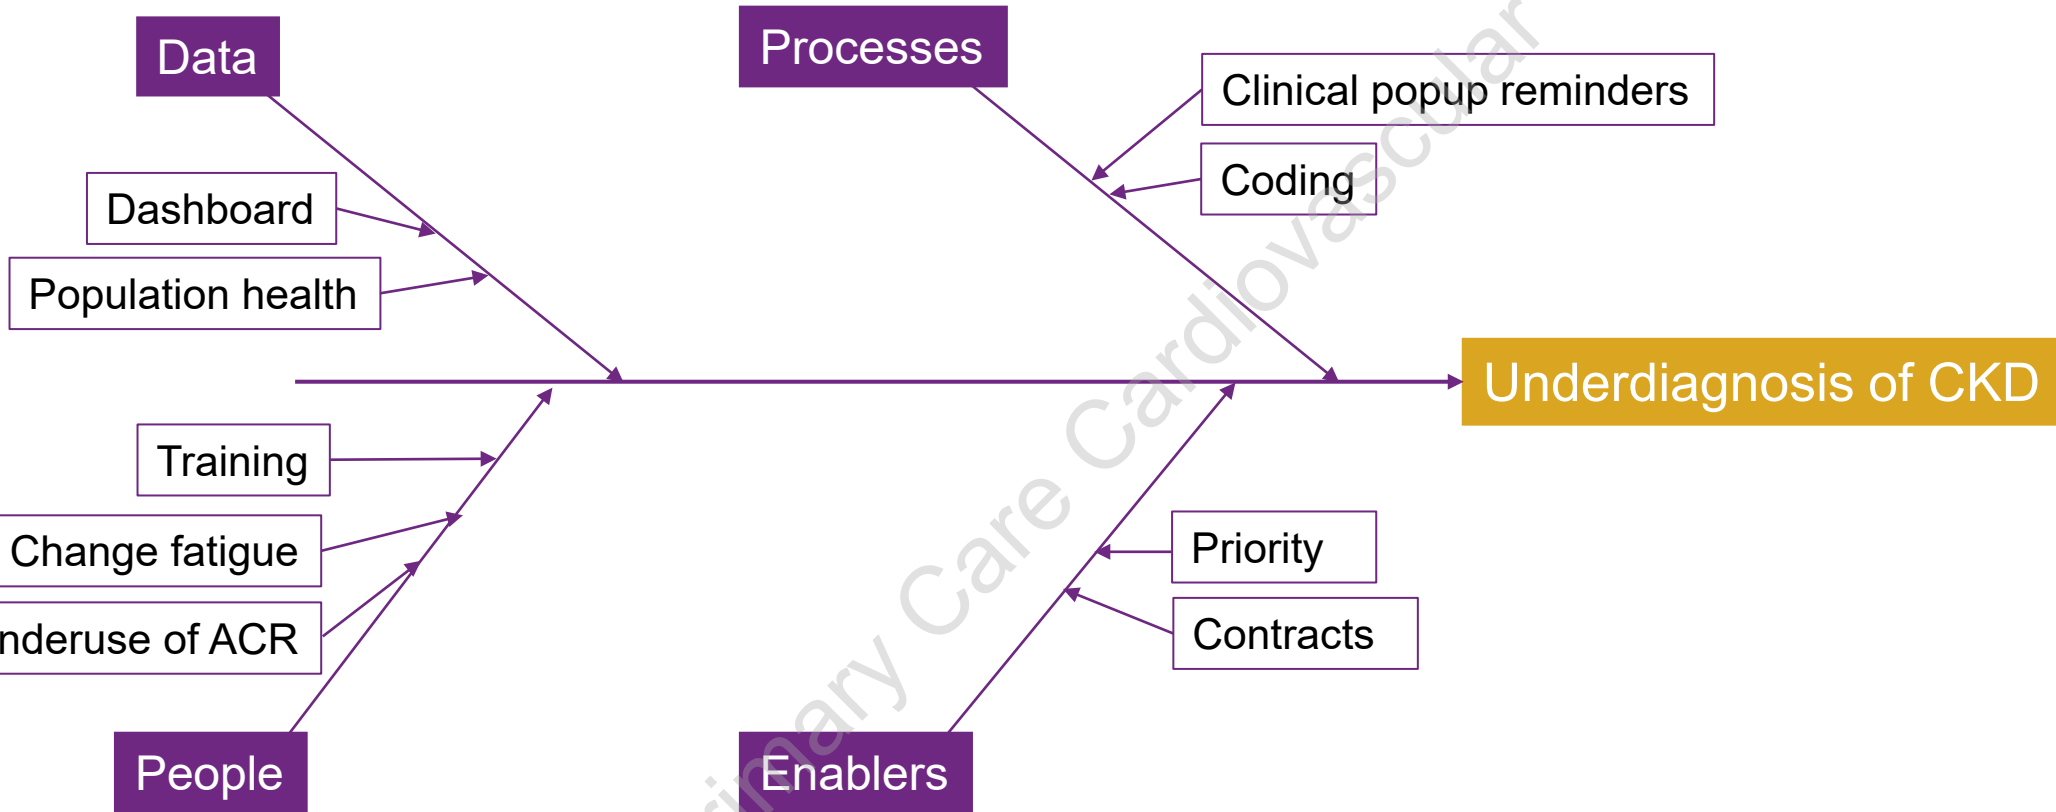 Data
Processes
Clinical popup reminders
Coding
Dashboard
Population health
Underdiagnosis of CKD
Training
Change fatigue
nderuse of ACR
Priority
Contracts
People
Enablers
rimary Care Cardiovascular